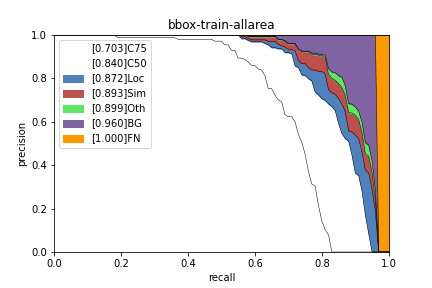 bbox-train-allarea
[0.703]C75
[0.840]C50
[0.872]Loc
[0.893]Sim
[0.899]Oth
[0.960]BG
[1.000]FN
precision
1.0
0.8
0.6
0.4
0.2
0.0
0.0 0.2 0.4 0.6 0.8 1.0
recall